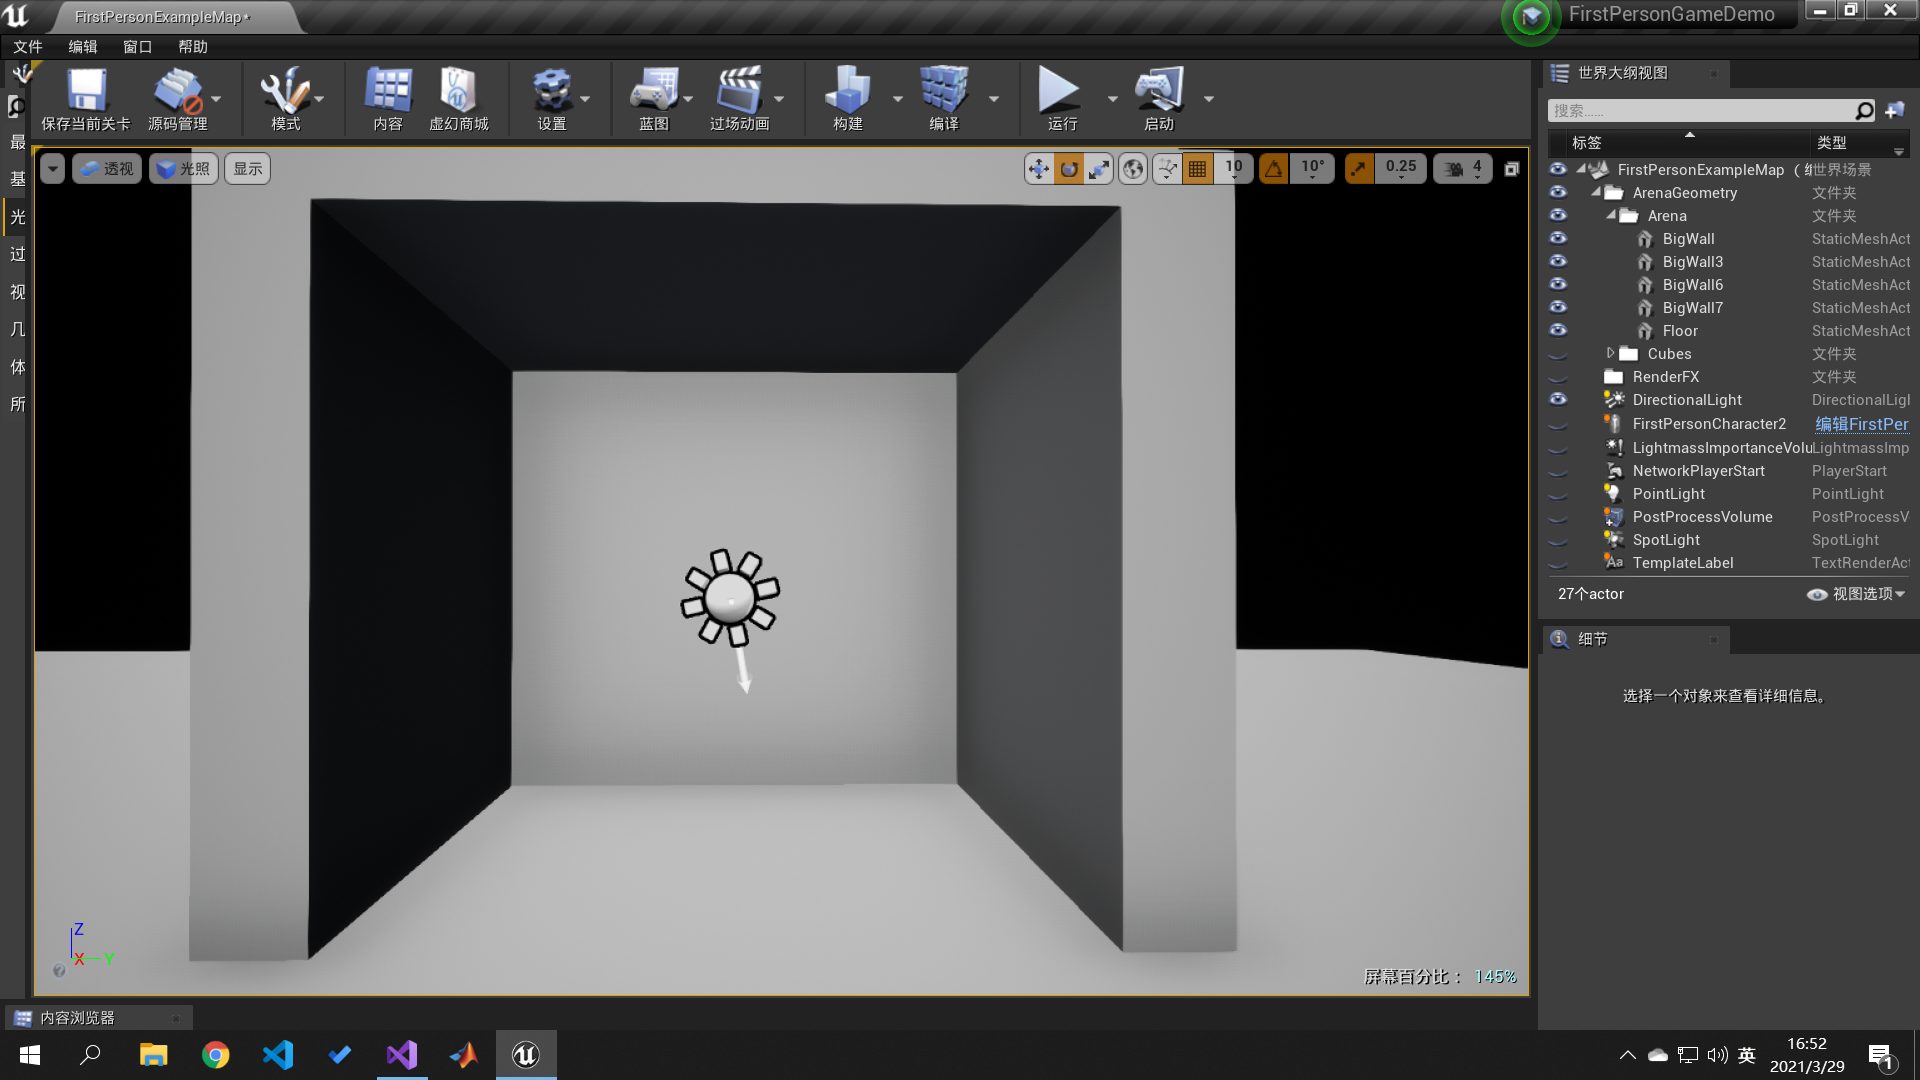 FirstPersonExampleMap*
FirstPersonGameDemo
文件 编辑 窗口 帮助
保存当前关卡 源码管理 模式 内容 虚幻商城 设置 蓝图 过场动画 构建 编译 运行 启动
最
基
光
过
视
几
体
所
透视 光照 显示
10 10° 0.25 4
Z
X Y
屏幕百分比： 145%
世界大纲视图
搜索……
标签 类型
FirstPersonExampleMap 世界场景
ArenaGeometry 文件夹
Arena 文件夹
BigWall StaticMeshAct
BigWall3 StaticMeshAct
BigWall6 StaticMeshAct
BigWall7 StaticMeshAct
Floor StaticMeshAct
Cubes 文件夹
RenderFX 文件夹
DirectionalLight DirectionalLigh
FirstPersonCharacter2 编辑FirstPer
LightmassImportanceVolu LightmassImp
NetworkPlayerStart PlayerStart
PointLight PointLight
PostProcessVolume PostProcessV
SpotLight SpotLight
TemplateLabel TextRenderAct
27个actor 视图选项
细节
选择一个对象来查看详细信息。
内容浏览器
英
16:52
2021/3/29
1